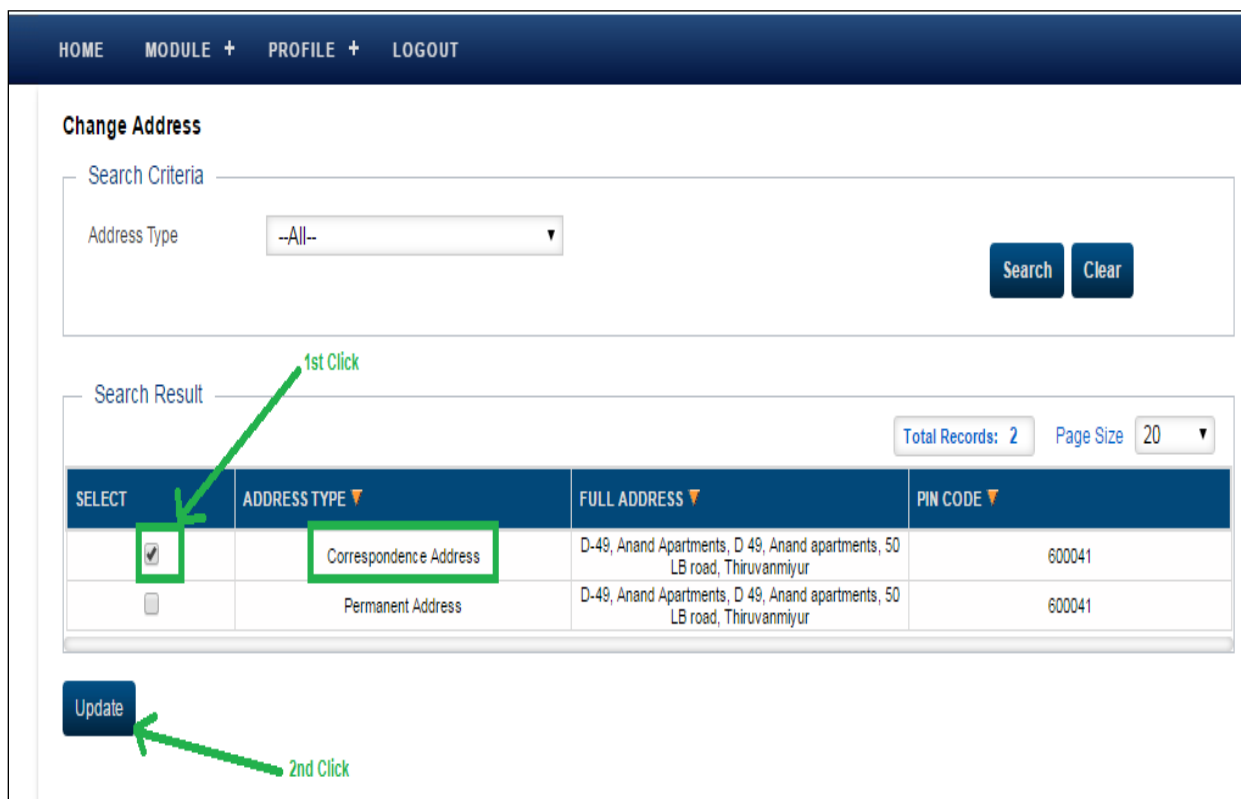 HOME MODULE + PROFILE + LOGOUT
Change Address
Search Criteria
Address Type --All--
Search Clear
1st Click
Search Result
Total Records: 2 Page Size 20
SELECT ADDRESS TYPE FULL ADDRESS PIN CODE
Correspondence Address D-49, Anand Apartments, D 49, Anand apartments, 50 600041
LB road, Thiruvanmiyur
Permanent Address D-49, Anand Apartments, D 49, Anand apartments, 50 600041
LB road, Thiruvanmiyur
Update
2nd Click